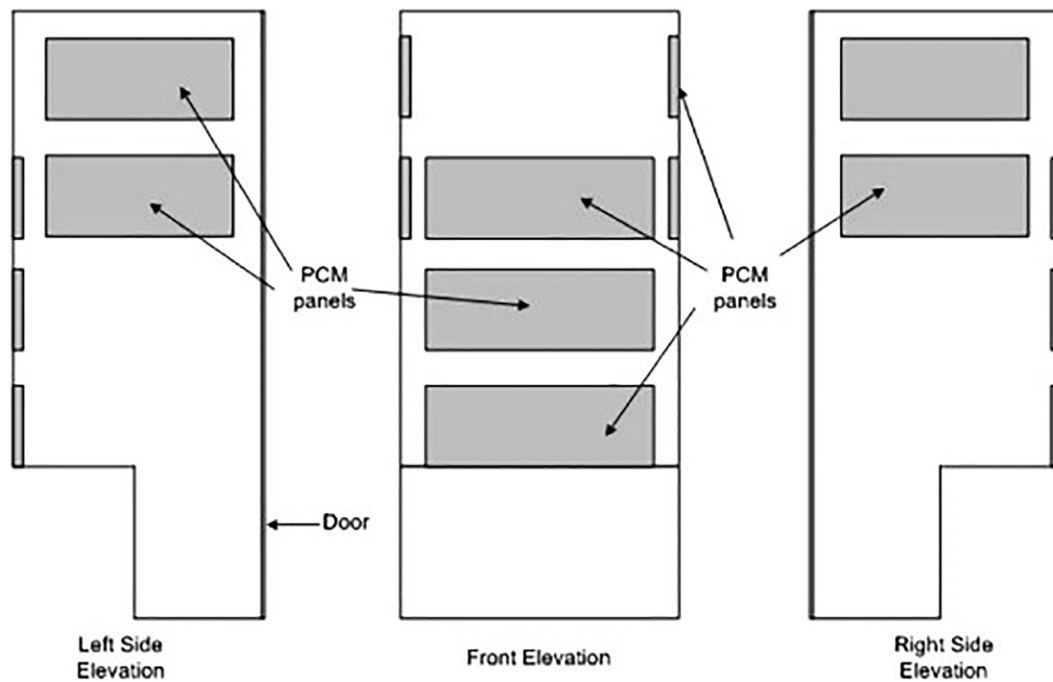 PCM
panels
PCM
panels
Door
Left Side
Elevation
Front Elevation
Right Side
Elevation